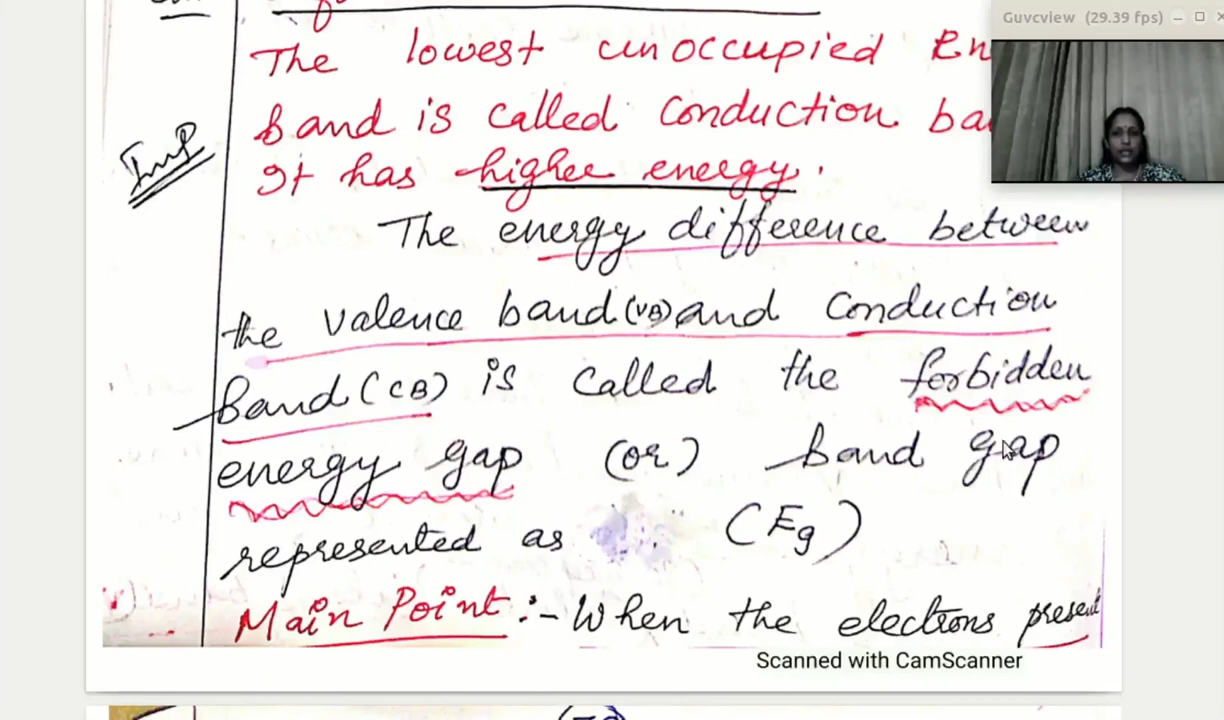 Guvcview (29.39 fps)
The lowest unoccupied En
band is called Conduction ba
It has higher energy.
Imp
The energy difference between
the valence band (VB) and Conduction
Band (CB) is called the forbidden
energy gap (or) band gap
represented as (Eg)
Main Point :- When the electrons present
Scanned with CamScanner